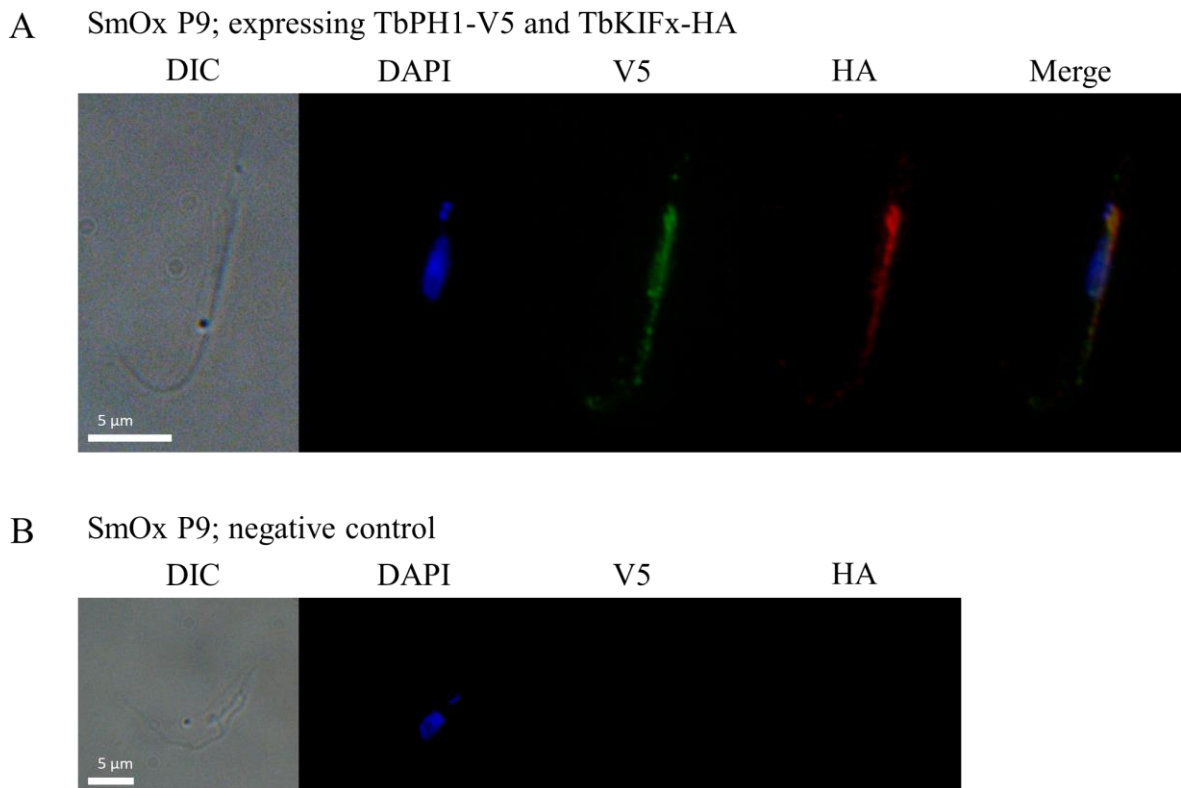 A SmOx P9; expressing TbPH1-V5 and TbKIFx-HA
DIC DAPI V5 HA Merge
5 µm
B SmOx P9; negative control
DIC DAPI V5 HA
5 µm